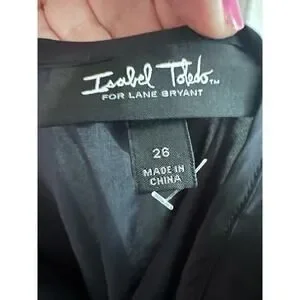 Isabel Toledo™
FOR LANE BRYANT
26
MADE IN
CHINA